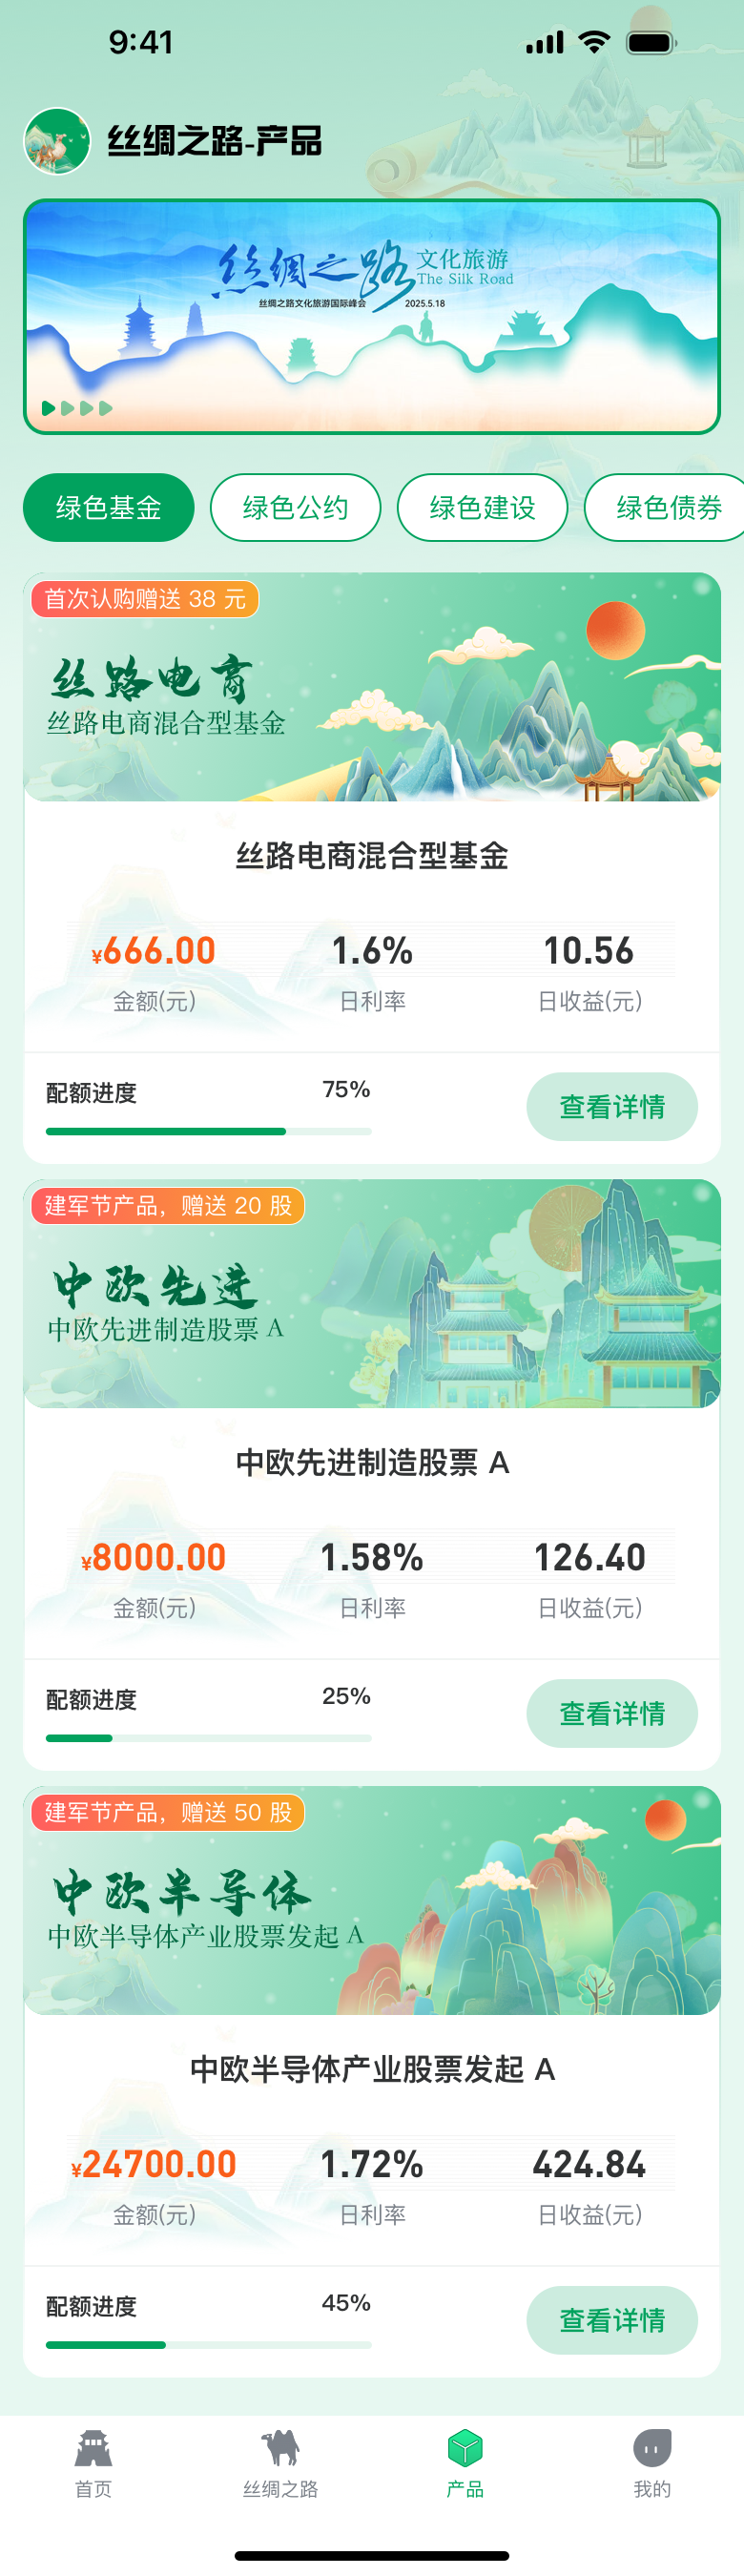 9:41
丝绸之路-产品
丝绸之路 文化旅游
The Silk Road
丝绸之路文化旅游国际峰会 2025.5.18
绿色基金 绿色公约 绿色建设 绿色债券
首次认购赠送 38 元
丝路电商
丝路电商混合型基金
丝路电商混合型基金
¥666.00 1.6% 10.56
金额(元) 日利率 日收益(元)
配额进度 75% 查看详情
建军节产品，赠送 20 股
中欧先进
中欧先进制造股票 A
中欧先进制造股票 A
¥8000.00 1.58% 126.40
金额(元) 日利率 日收益(元)
配额进度 25% 查看详情
建军节产品，赠送 50 股
中欧半导体
中欧半导体产业股票发起 A
中欧半导体产业股票发起 A
¥24700.00 1.72% 424.84
金额(元) 日利率 日收益(元)
配额进度 45% 查看详情
首页 丝绸之路 产品 我的